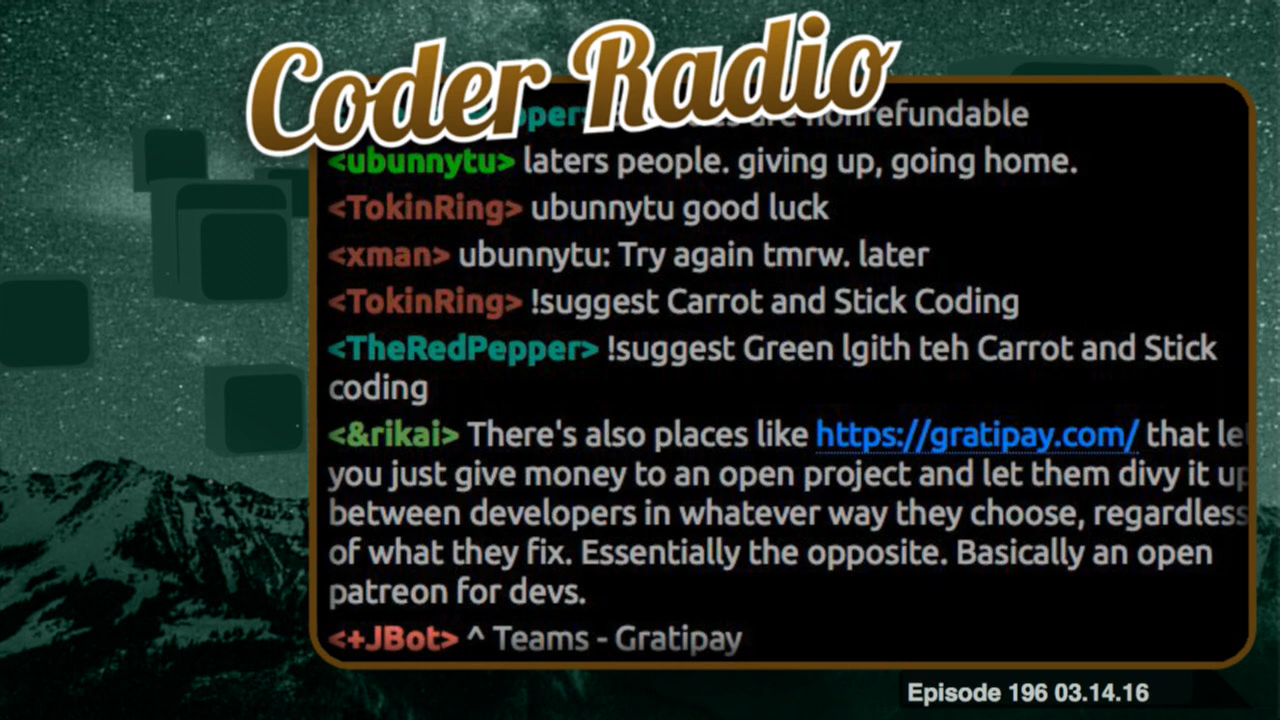 Coder Radio
are nonrefundable
<ubunnytu> laters people. giving up, going home.
<TokinRing> ubunnytu good luck
<xman> ubunnytu: Try again tmrw. later
<TokinRing> !suggest Carrot and Stick Coding
<TheRedPepper> !suggest Green lgith teh Carrot and Stick
coding
<&rikai> There's also places like https://gratipay.com/ that let
you just give money to an open project and let them divy it up
between developers in whatever way they choose, regardless
of what they fix. Essentially the opposite. Basically an open
patreon for devs.
<+JBot> ^ Teams - Gratipay
Episode 196 03.14.16